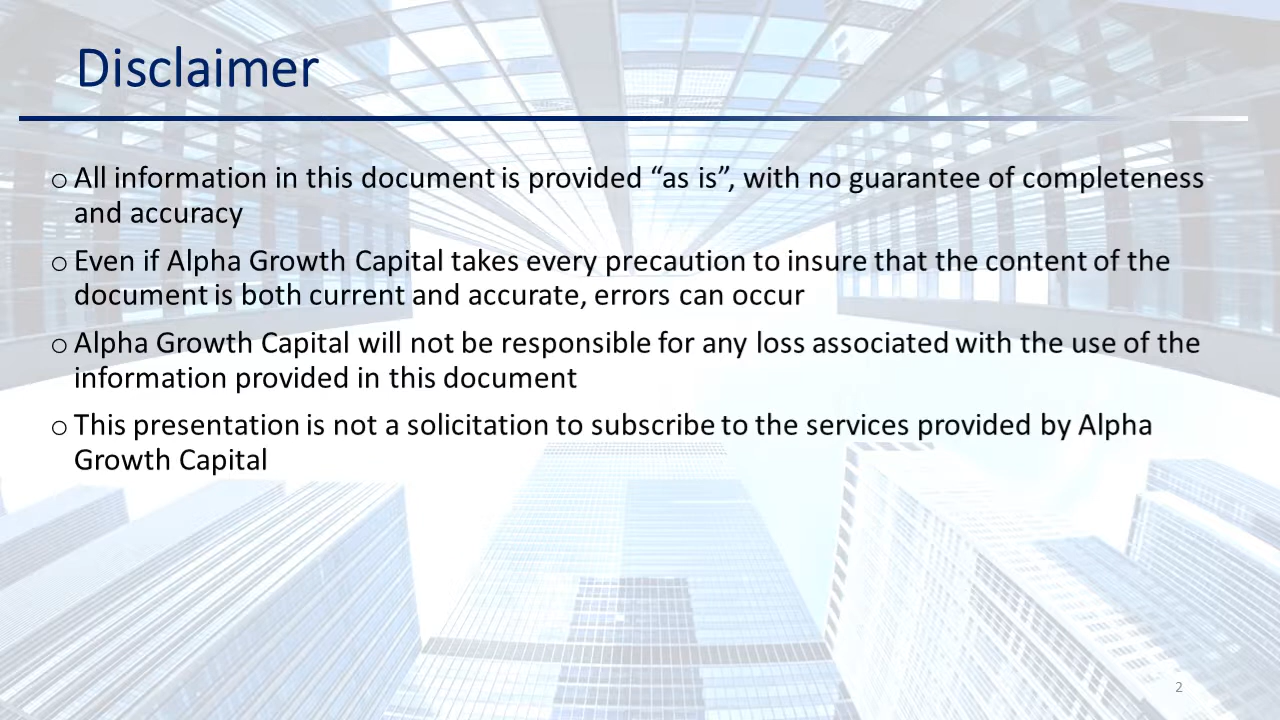 Disclaimer
o All information in this document is provided “as is”, with no guarantee of completeness
and accuracy
o Even if Alpha Growth Capital takes every precaution to insure that the content of the
document is both current and accurate, errors can occur
o Alpha Growth Capital will not be responsible for any loss associated with the use of the
information provided in this document
o This presentation is not a solicitation to subscribe to the services provided by Alpha
Growth Capital
2